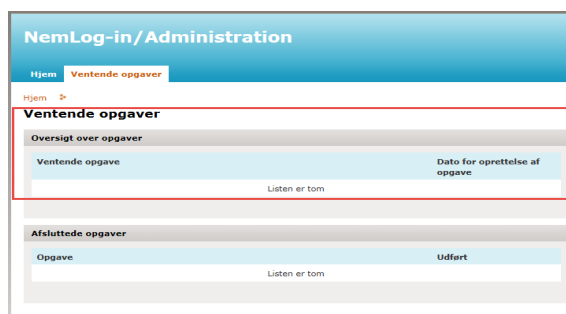 NemLog-in/Administration
Hjem Ventende opgaver
Hjem
Ventende opgaver
Oversigt over opgaver
Ventende opgave Dato for oprettelse af
opgave
Listen er tom
Afsluttede opgaver
Opgave Udført
Listen er tom